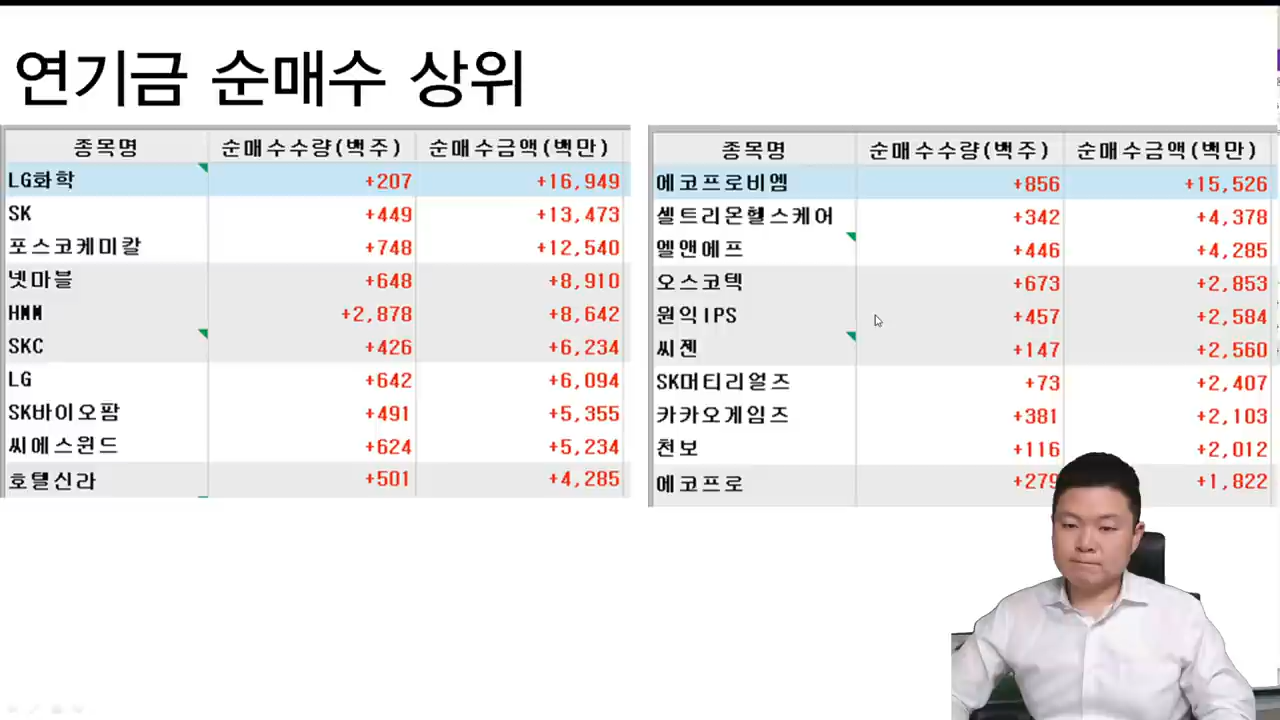 연기금 순매수 상위
종목명 순매수수량(백주) 순매수금액(백만)
LG화학 +207 +16,949
SK +449 +13,473
포스코케미칼 +748 +12,540
넷마블 +648 +8,910
HMM +2,878 +8,642
SKC +426 +6,234
LG +642 +6,094
SK바이오팜 +491 +5,355
씨에스윈드 +624 +5,234
호텔신라 +501 +4,285
종목명 순매수수량(백주) 순매수금액(백만)
에코프로비엠 +856 +15,526
셀트리온헬스케어 +342 +4,378
엘앤에프 +446 +4,285
오스코텍 +673 +2,853
원익IPS +457 +2,584
씨젠 +147 +2,560
SK머티리얼즈 +73 +2,407
카카오게임즈 +381 +2,103
천보 +116 +2,012
에코프로 +279 +1,822